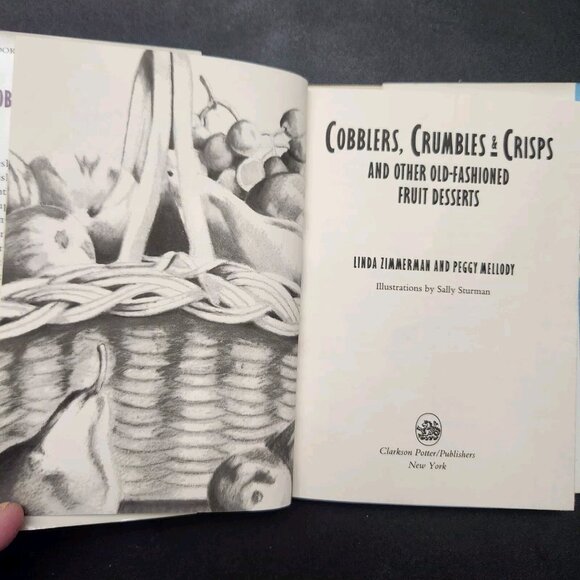 COBBLERS, CRUMBLES & CRISPS
AND OTHER OLD-FASHIONED
FRUIT DESSERTS
LINDA ZIMMERMAN AND PEGGY MELLODY
Illustrations by Sally Sturman
Clarkson Potter/Publishers
New York